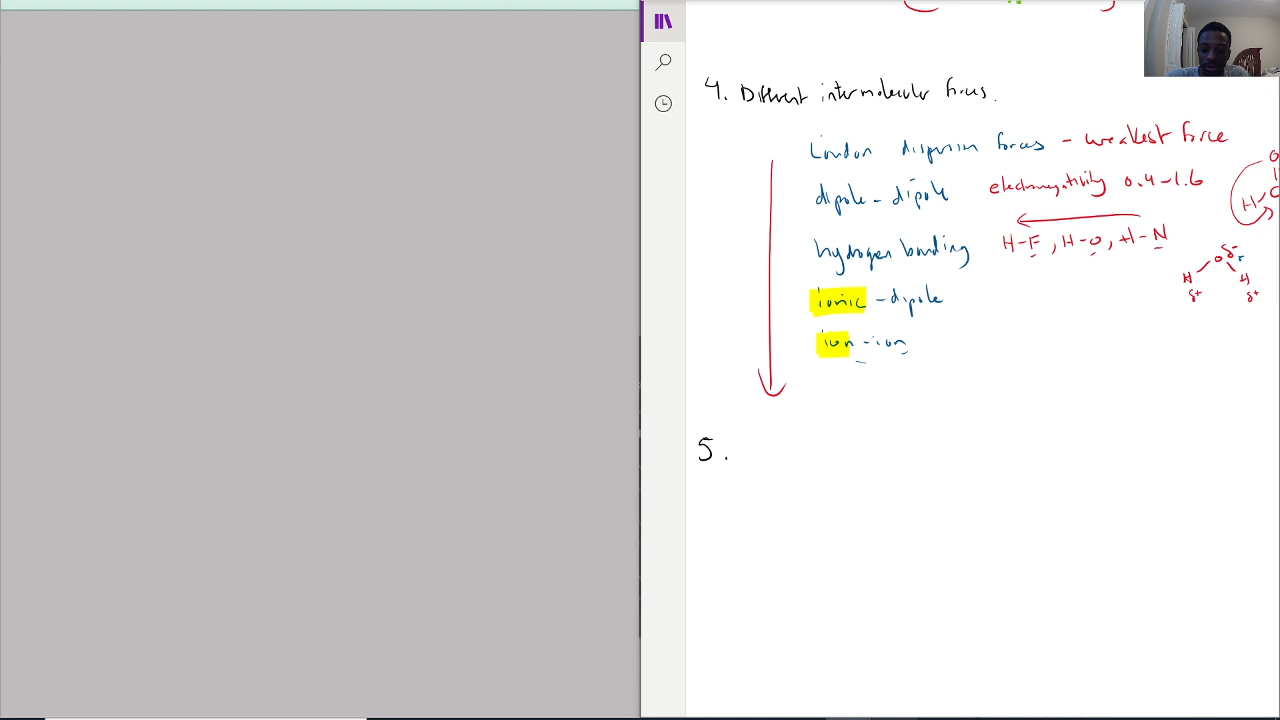 4. Different intermolecular forces.
London dispersion forces - weakest force
dipole - dipole electronegativity 0.4 - 1.6
hydrogen bonding H-F, H-O, H-N
ionic - dipole
ion - ion
O
H
H O δ- H
δ+ δ+
5.